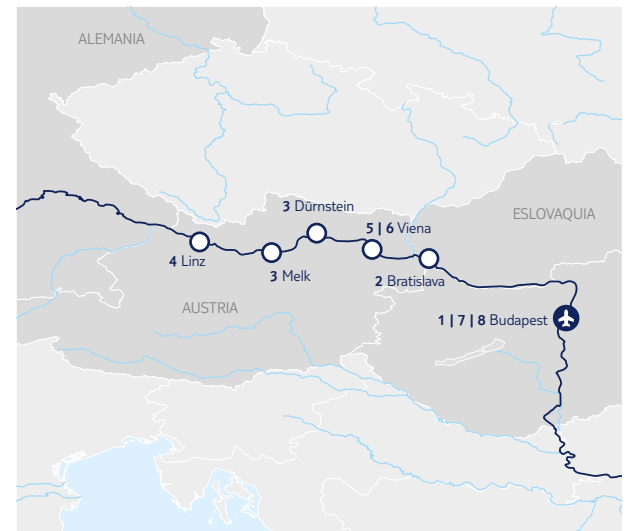 ALEMANIA
3 Dürnstein
ESLOVAQUIA
5 | 6 Viena
4 Linz
3 Melk
2 Bratislava
AUSTRIA
1 | 7 | 8 Budapest